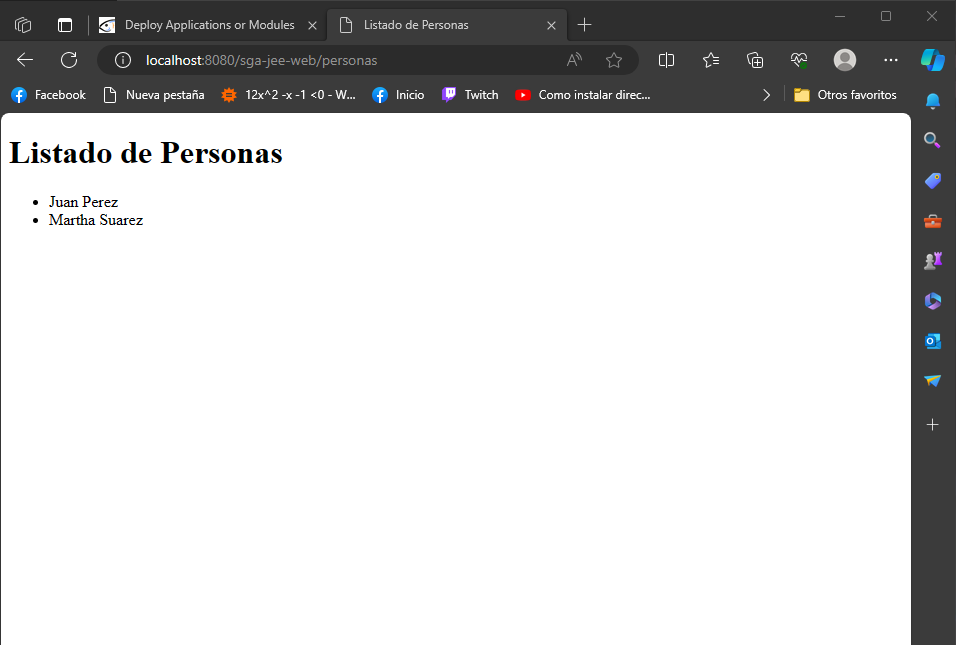 Deploy Applications or Modules
Listado de Personas
localhost:8080/sga-jee-web/personas
Facebook
Nueva pestaña
12x^2 -x -1 <0 - W...
Inicio
Twitch
Como instalar direc...
Otros favoritos
Listado de Personas
• Juan Perez
• Martha Suarez